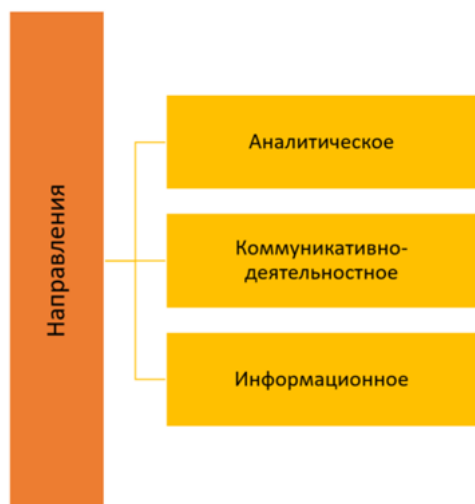 Направления
Аналитическое
Коммуникативно-
деятельностное
Информационное